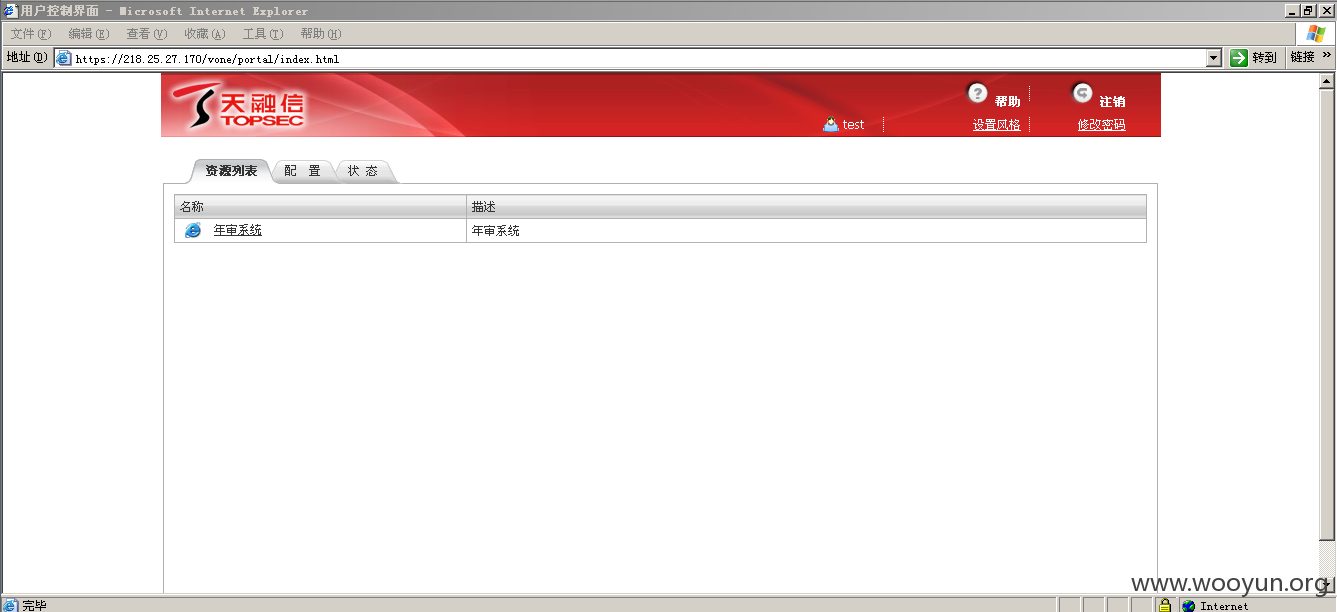 用户控制界面 - Microsoft Internet Explorer
文件(F) 编辑(E) 查看(V) 收藏(A) 工具(T) 帮助(H)
地址(D) https://218.25.27.170/vone/portal/index.html 转到 链接 »
天融信
TOPSEC
帮助 注销
test 设置风格 修改密码
资源列表 配 置 状 态
名称 描述
年审系统 年审系统
www.wooyun.org
完毕 Internet